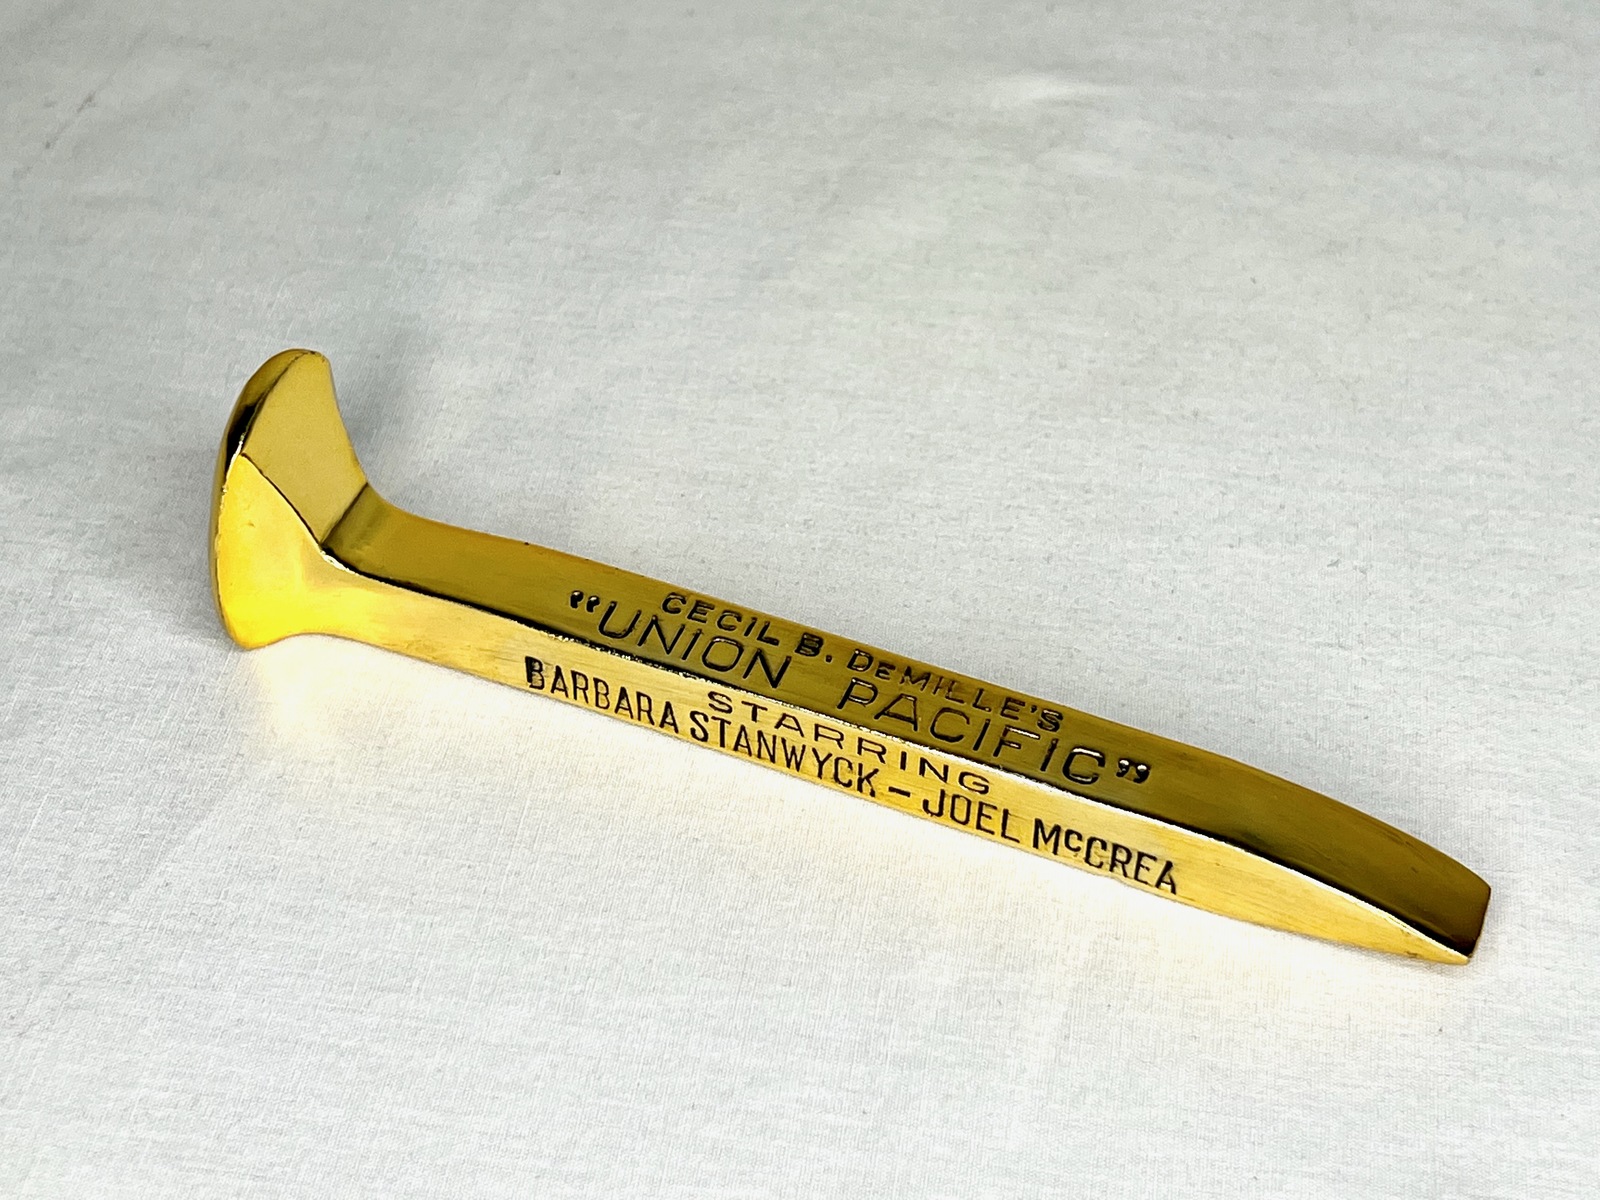 CECIL B. DEMILLE'S
"UNION PACIFIC"
STARRING
BARBARA STANWYCK – JOEL McCREA